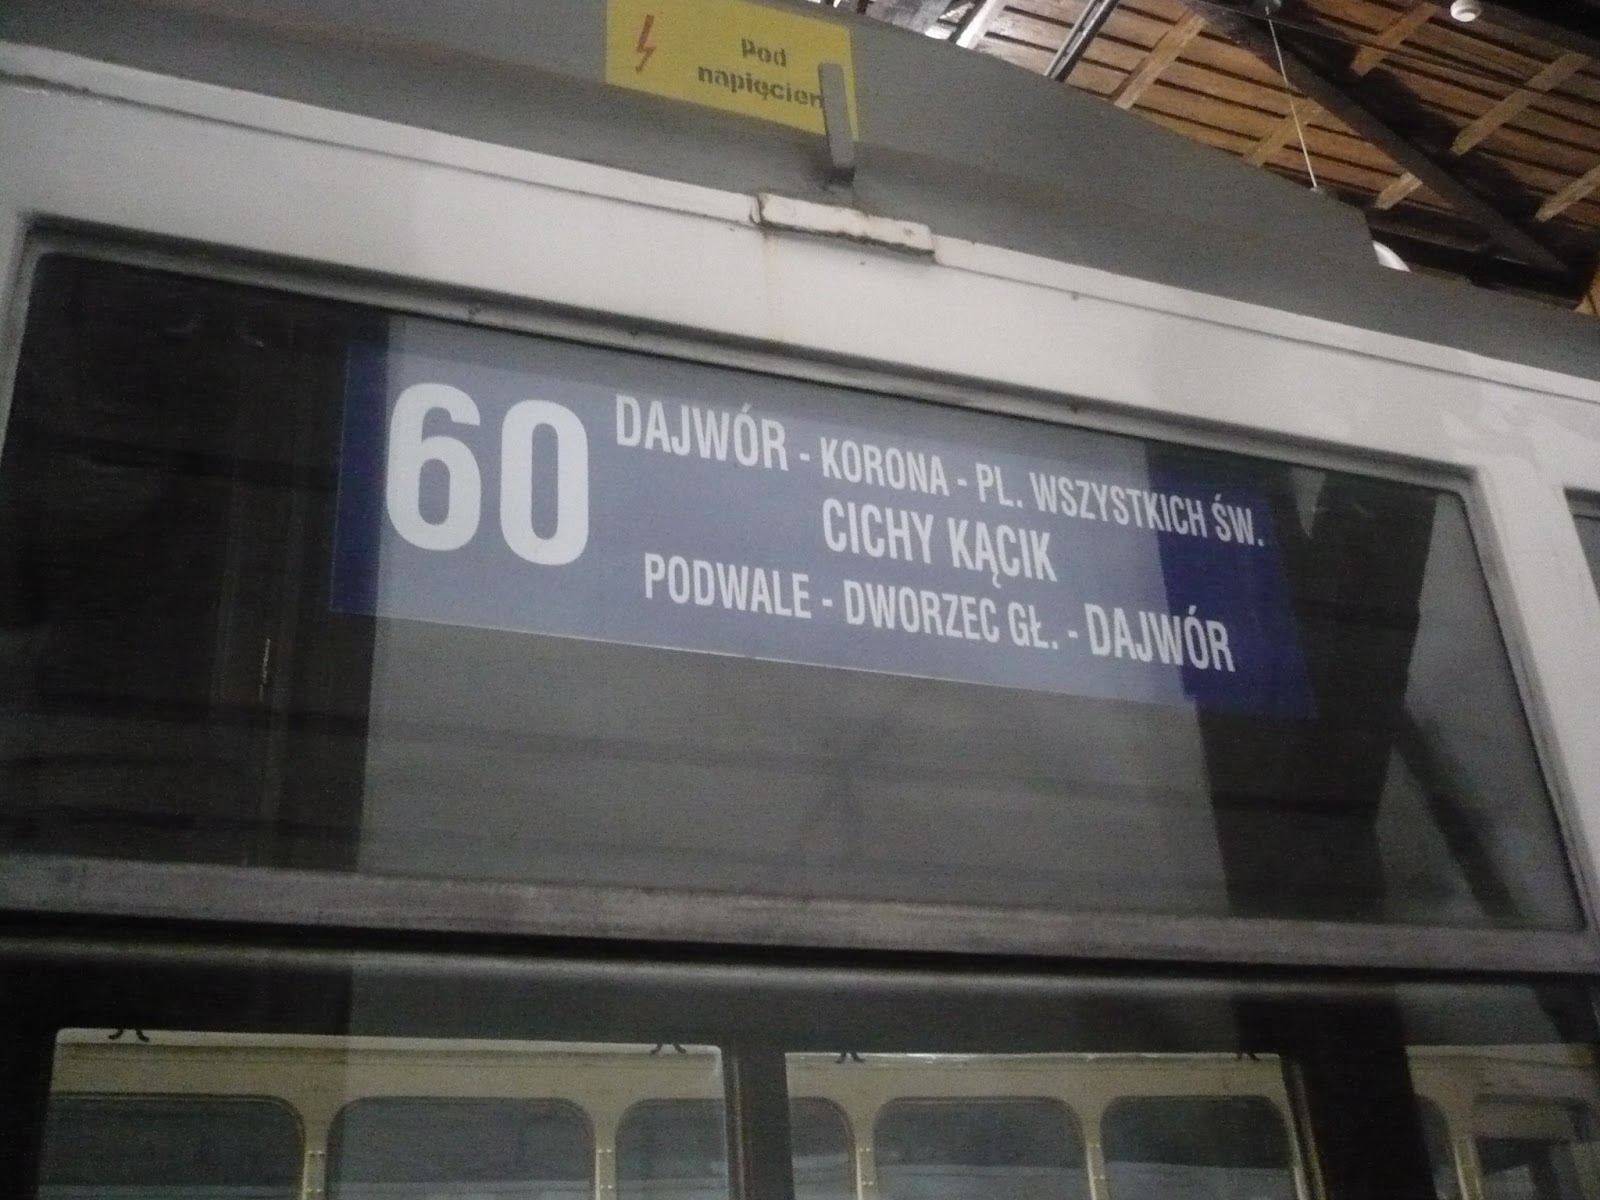 Pod
napięciem
60
DAJWÓR - KORONA - PL. WSZYSTKICH ŚW.
CICHY KĄCIK
PODWALE - DWORZEC GŁ. - DAJWÓR